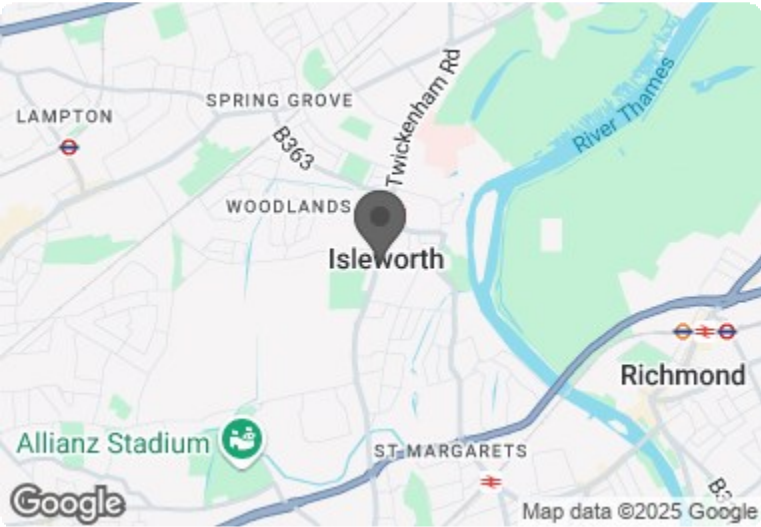 Twickenham Rd
River Thames
SPRING GROVE
LAMPTON
B363
WOODLANDS
Isleworth
Richmond
Allianz Stadium
ST MARGARETS
Google
Map data ©2025 Google